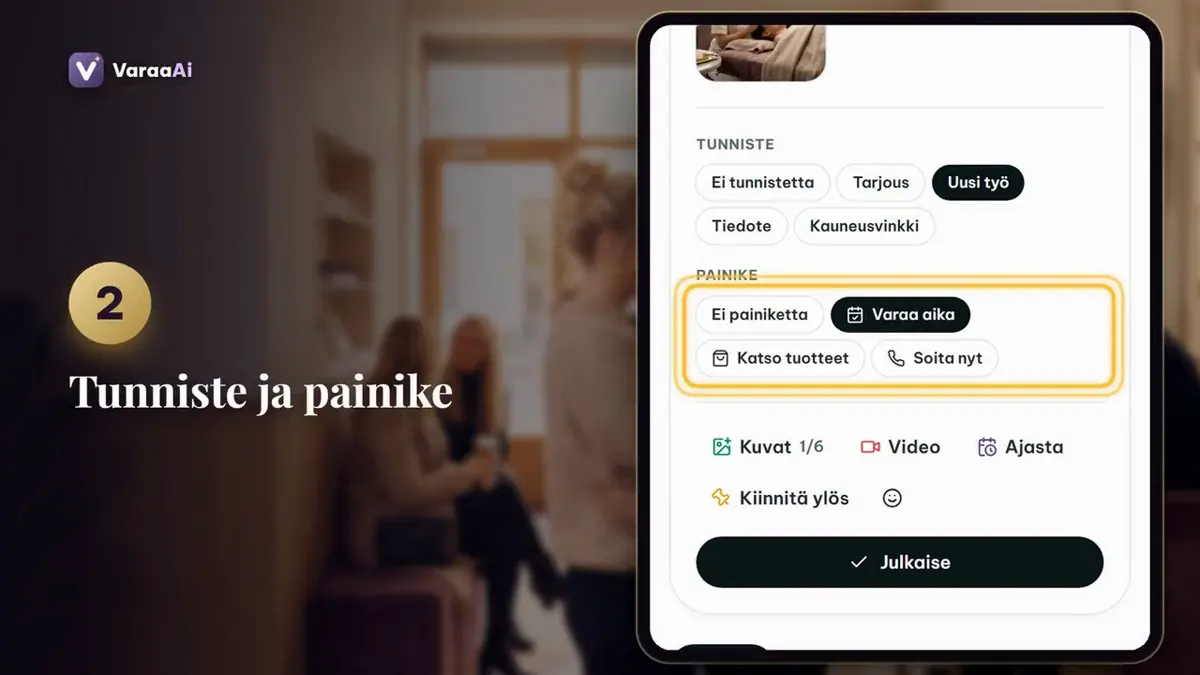 VaraaAi
2
Tunniste ja painike
TUNNISTE
Ei tunnistetta
Tarjous
Uusi työ
Tiedote
Kauneusvinkki
PAINIKE
Ei painiketta
Varaa aika
Katso tuotteet
Soita nyt
Kuvat 1/6
Video
Ajasta
Kiinnitä ylös
Julkaise